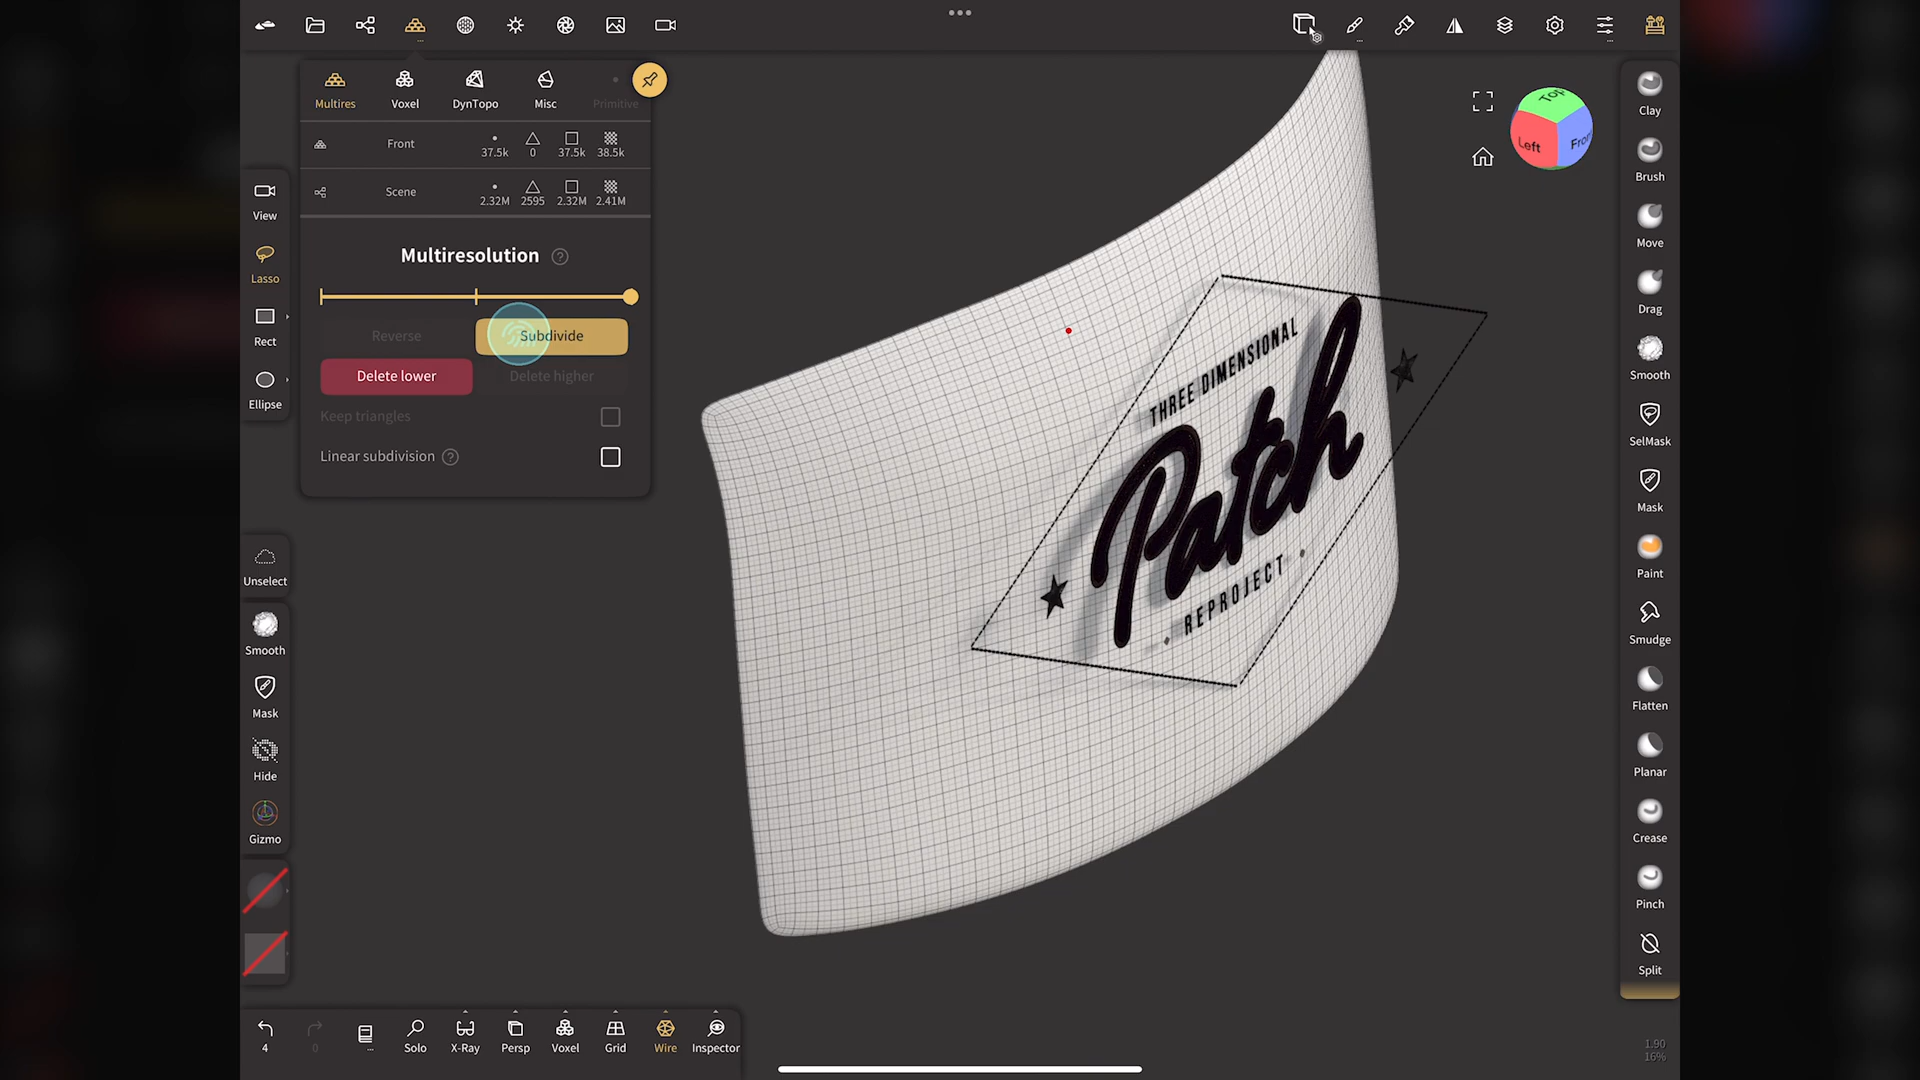 Multires
Voxel
DynTopo
Misc
Primitive
Front
37.5k
0
37.5k
38.5k
Scene
2.32M
2595
2.32M
2.41M
Multiresolution ?
Reverse
Subdivide
Delete lower
Delete higher
Keep triangles
Linear subdivision ?
View
Lasso
Rect
Ellipse
Unselect
Smooth
Mask
Hide
Gizmo
THREE DIMENSIONAL
Patch
REPROJECT
Top
Left
Fron
Clay
Brush
Move
Drag
Smooth
SelMask
Mask
Paint
Smudge
Flatten
Planar
Crease
Pinch
Split
4
0
Solo
X-Ray
Persp
Voxel
Grid
Wire
Inspector
1.90
16%